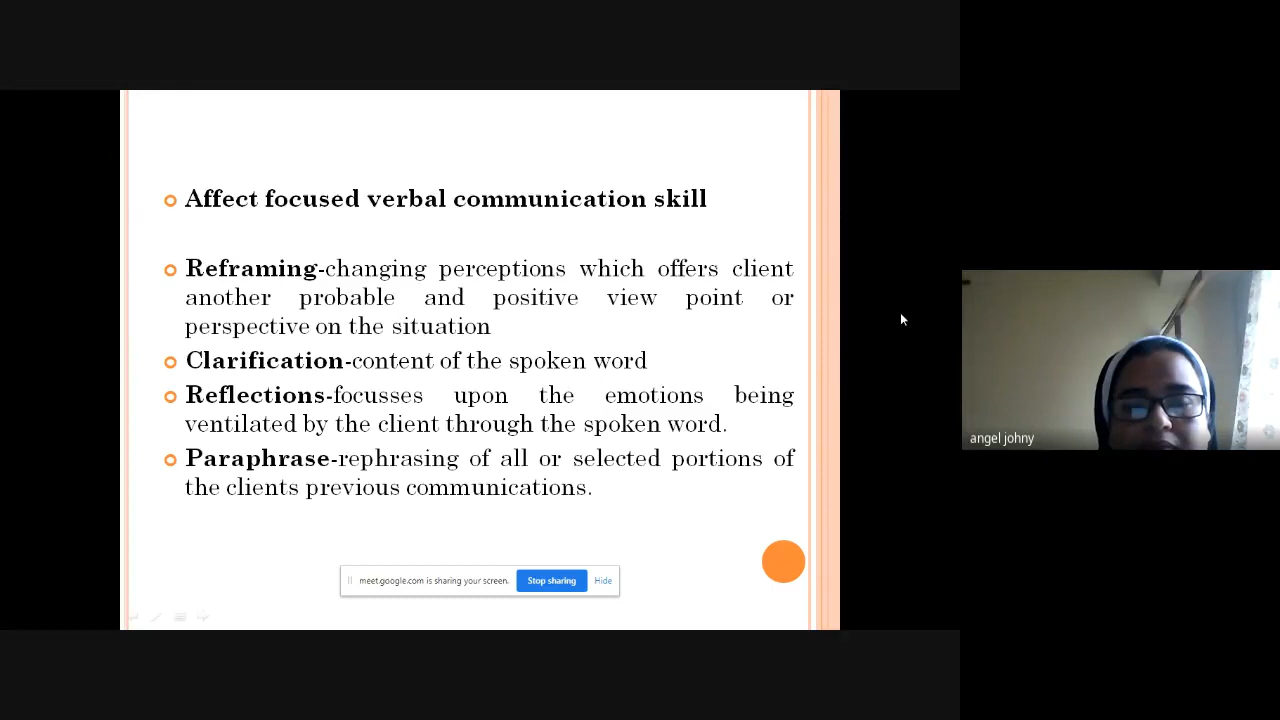 Affect focused verbal communication skill
Reframing-changing perceptions which offers client
another probable and positive view point or
perspective on the situation
Clarification-content of the spoken word
Reflections-focusses upon the emotions being
ventilated by the client through the spoken word.
Paraphrase-rephrasing of all or selected portions of
the clients previous communications.
meet.google.com is sharing your screen. Stop sharing Hide
angel johny